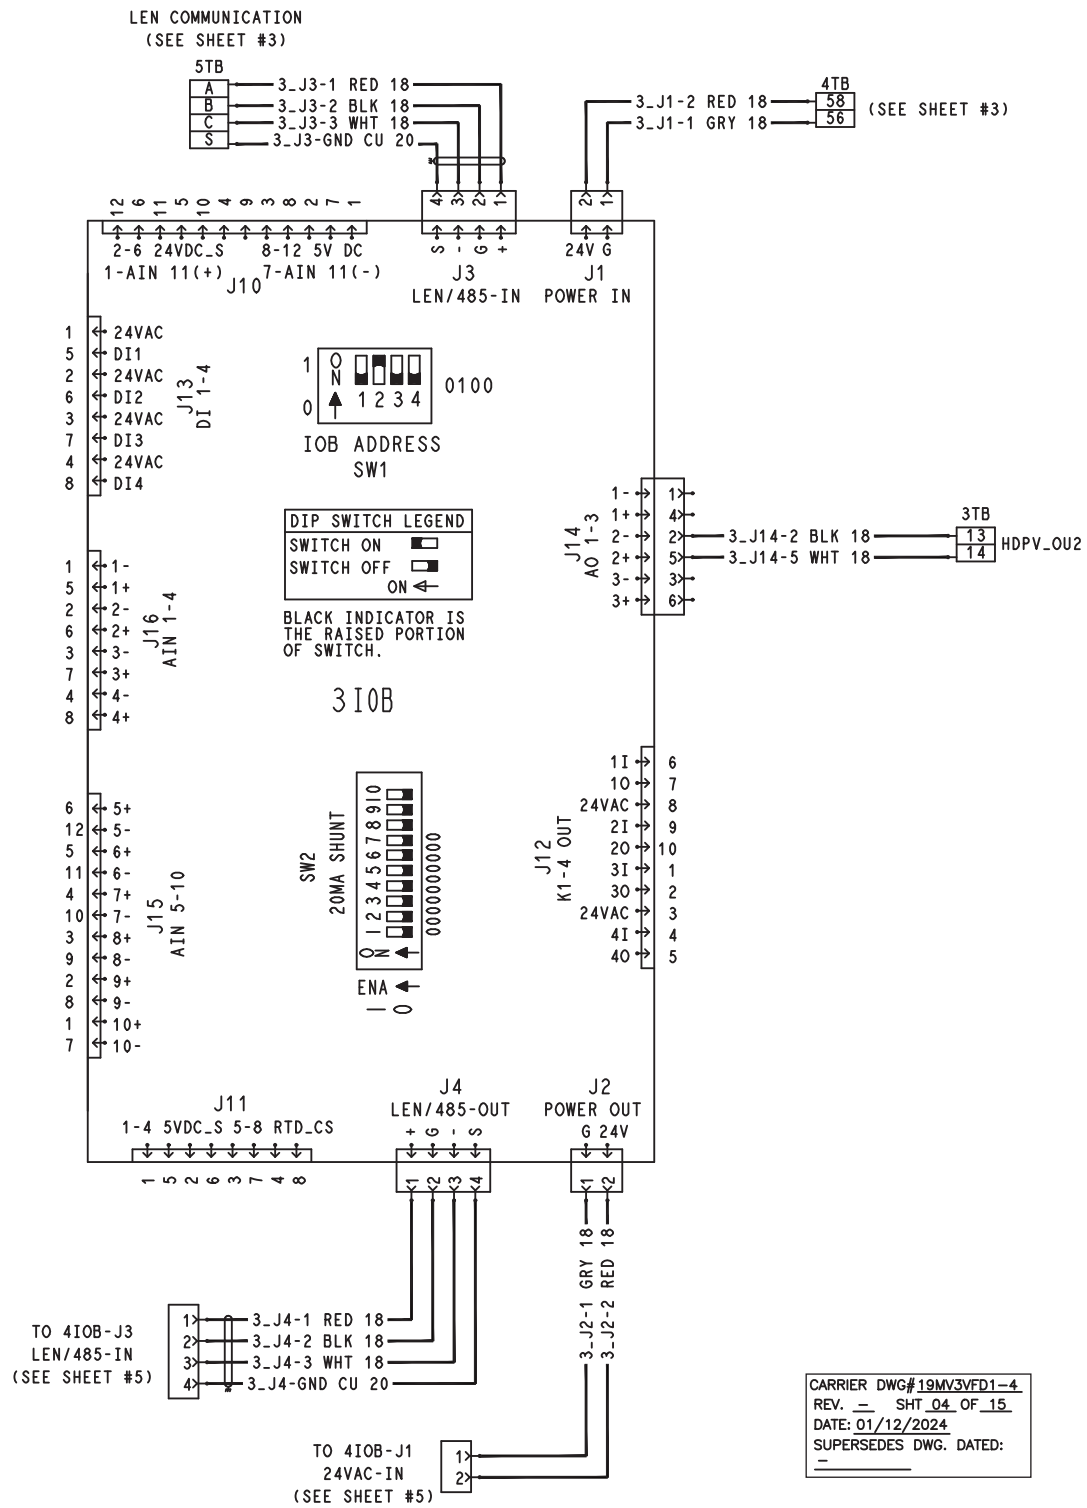 LEN COMMUNICATION
(SEE SHEET #3)
5TB
A 3_J3-1 RED 18
B 3_J3-2 BLK 18
C 3_J3-3 WHT 18
S 3_J3-GND CU 20
4TB
3_J1-2 RED 18 58
3_J1-1 GRY 18 56
(SEE SHEET #3)
12 6 11 5 10 4 9 3 8 2 7 1
2-6 24VDC_S 8-12 5V DC
1-AIN 11(+) 7-AIN 11(-)
J10
4 3 2 1
S - G +
J3
LEN/485-IN
2 1
24V G
J1
POWER IN
1 24VAC
5 DI1
2 24VAC
6 DI2
3 24VAC
7 DI3
4 24VAC
8 DI4
J13
DI 1-4
1
0
ON
1 2 3 4
0100
IOB ADDRESS
SW1
DIP SWITCH LEGEND
SWITCH ON
SWITCH OFF
ON
BLACK INDICATOR IS
THE RAISED PORTION
OF SWITCH.
1- 1
1+ 4
2- 2 3_J14-2 BLK 18
2+ 5 3_J14-5 WHT 18
3- 3
3+ 6
J14
AO 1-3
3TB
13
14
HDPV_OU2
1 1-
5 1+
2 2-
6 2+
3 3-
7 3+
4 4-
8 4+
J16
AIN 1-4
3IOB
1I 6
1O 7
24VAC 8
2I 9
2O 10
3I 1
3O 2
24VAC 3
4I 4
4O 5
J12
K1-4 OUT
6 5+
12 5-
5 6+
11 6-
4 7+
10 7-
3 8+
9 8-
2 9+
8 9-
1 10+
7 10-
J15
AIN 5-10
SW2
20MA SHUNT
1 2 3 4 5 6 7 8 9 10
ON
0000000000
ENA
1 0
J11
1-4 5VDC_S 5-8 RTD_CS
1 5 2 6 3 7 4 8
J4
LEN/485-OUT
+ G - S
1 2 3 4
J2
POWER OUT
G 24V
1 2
3_J2-1 GRY 18
3_J2-2 RED 18
TO 4IOB-J3
LEN/485-IN
(SEE SHEET #5)
1 3_J4-1 RED 18
2 3_J4-2 BLK 18
3 3_J4-3 WHT 18
4 3_J4-GND CU 20
TO 4IOB-J1
24VAC-IN
(SEE SHEET #5)
1
2
CARRIER DWG# 19MV3VFD1-4
REV. - SHT 04 OF 15
DATE: 01/12/2024
SUPERSEDES DWG. DATED:
-